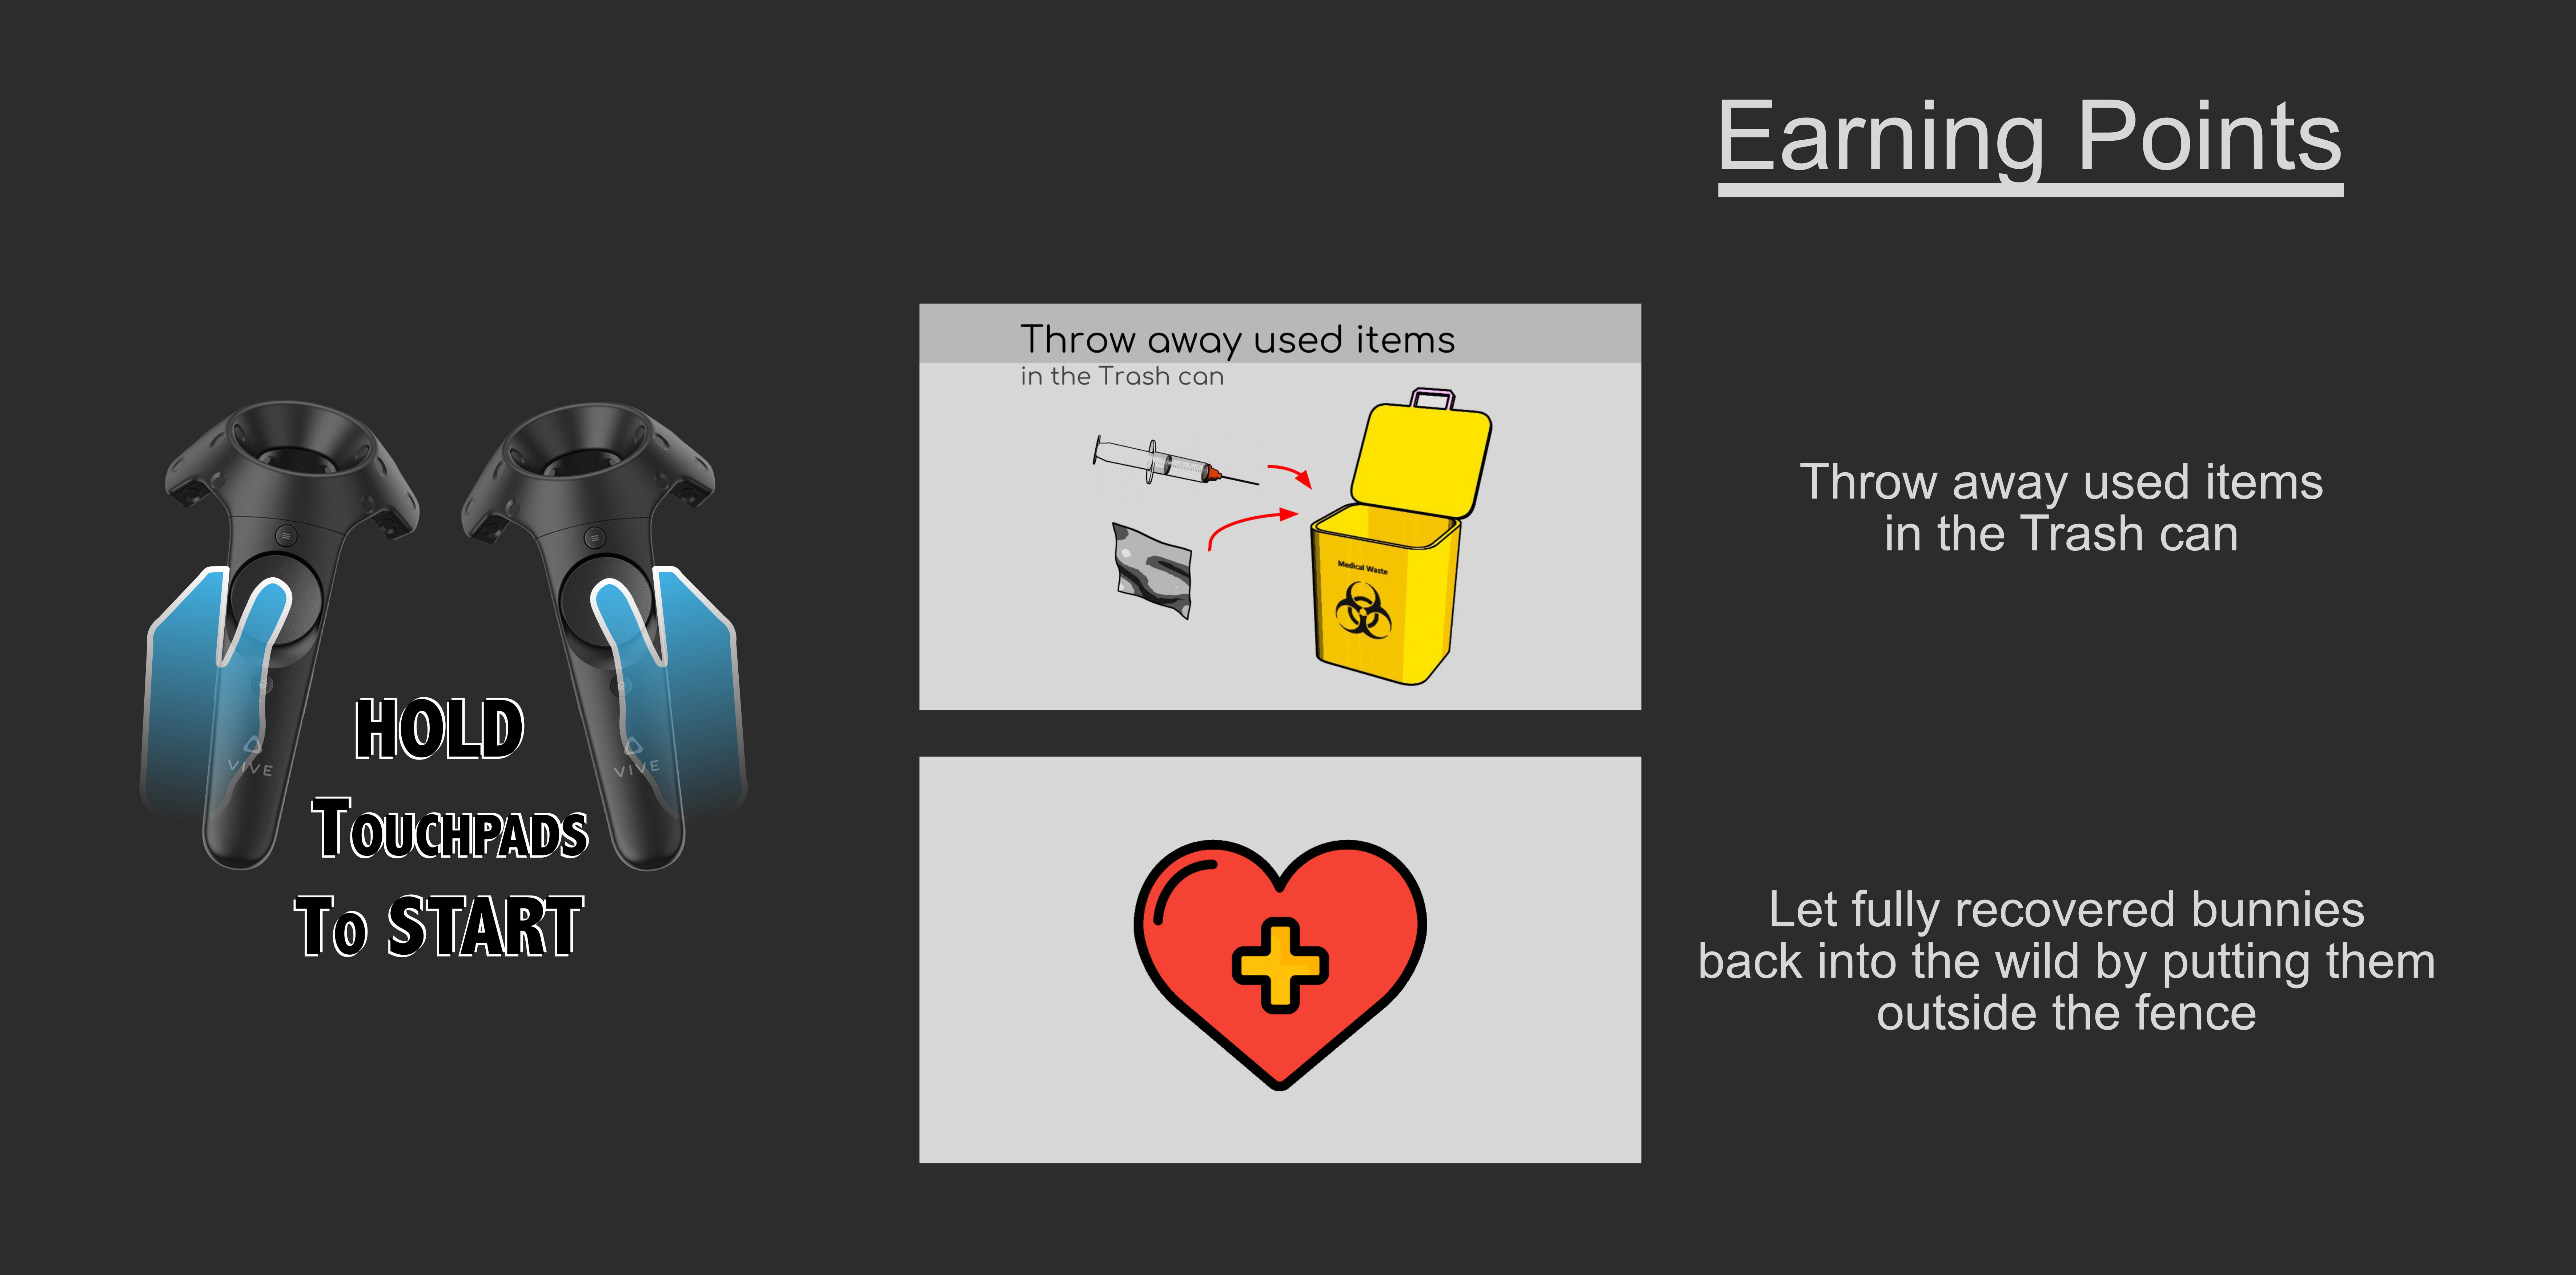 Earning Points
Throw away used items
in the Trash can
Medical Waste
Throw away used items
in the Trash can
VIVE
VIVE
HOLD
TOUCHPADS
To START
Let fully recovered bunnies
back into the wild by putting them
outside the fence